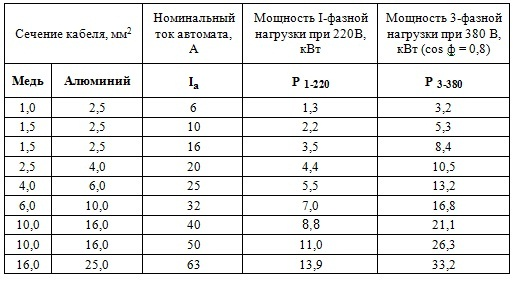 Сечение кабеля, мм2
Номинальный
ток автомата,
А
Мощность I-фазной
нагрузки при 220В,
кВт
Мощность 3-фазной
нагрузки при 380 В,
кВт (cos ф = 0,8)
Медь Алюминий Iа Р 1-220 Р 3-380
1,0 2,5 6 1,3 3,2
1,5 2,5 10 2,2 5,3
1,5 2,5 16 3,5 8,4
2,5 4,0 20 4,4 10,5
4,0 6,0 25 5,5 13,2
6,0 10,0 32 7,0 16,8
10,0 16,0 40 8,8 21,1
10,0 16,0 50 11,0 26,3
16,0 25,0 63 13,9 33,2